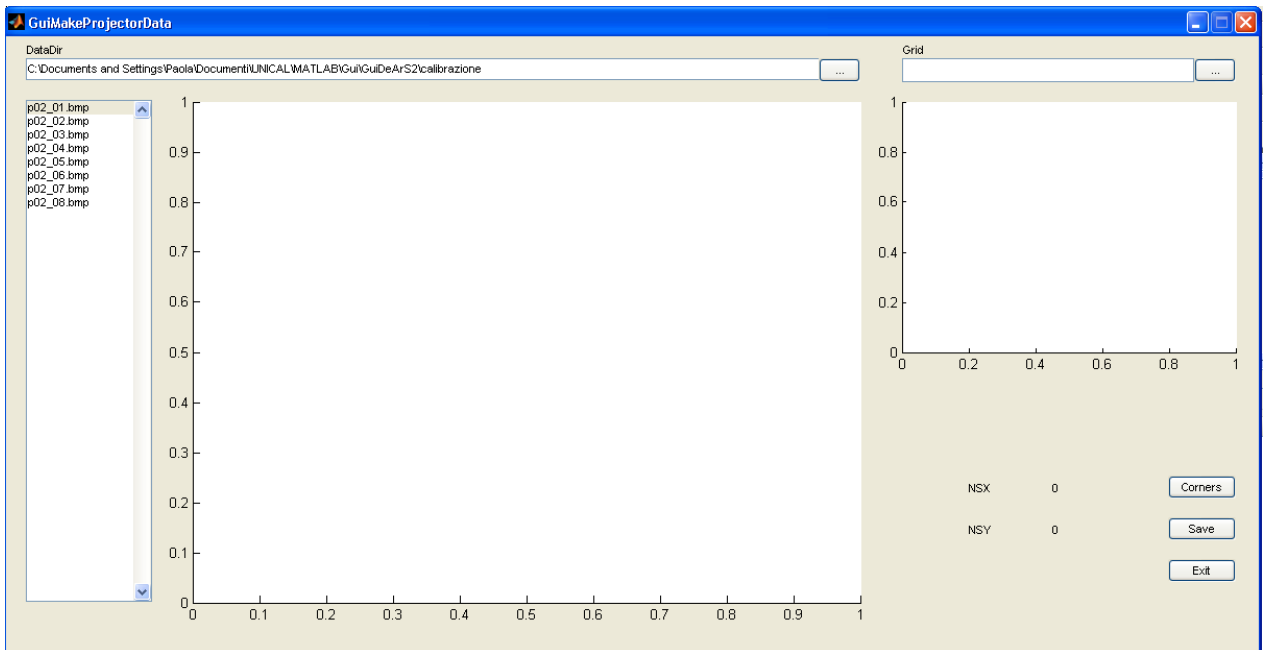 GuiMakeProjectorData
DataDir
C:\Documents and Settings\Paola\Documenti\UNICAL\MATLAB\Gui\GuiDeArS2\calibrazione
...
Grid
...
p02_01.bmp
p02_02.bmp
p02_03.bmp
p02_04.bmp
p02_05.bmp
p02_06.bmp
p02_07.bmp
p02_08.bmp
1
0.9
0.8
0.7
0.6
0.5
0.4
0.3
0.2
0.1
0
0 0.1 0.2 0.3 0.4 0.5 0.6 0.7 0.8 0.9 1
1
0.8
0.6
0.4
0.2
0
0 0.2 0.4 0.6 0.8 1
NSX 0 Corners
NSY 0 Save
Exit